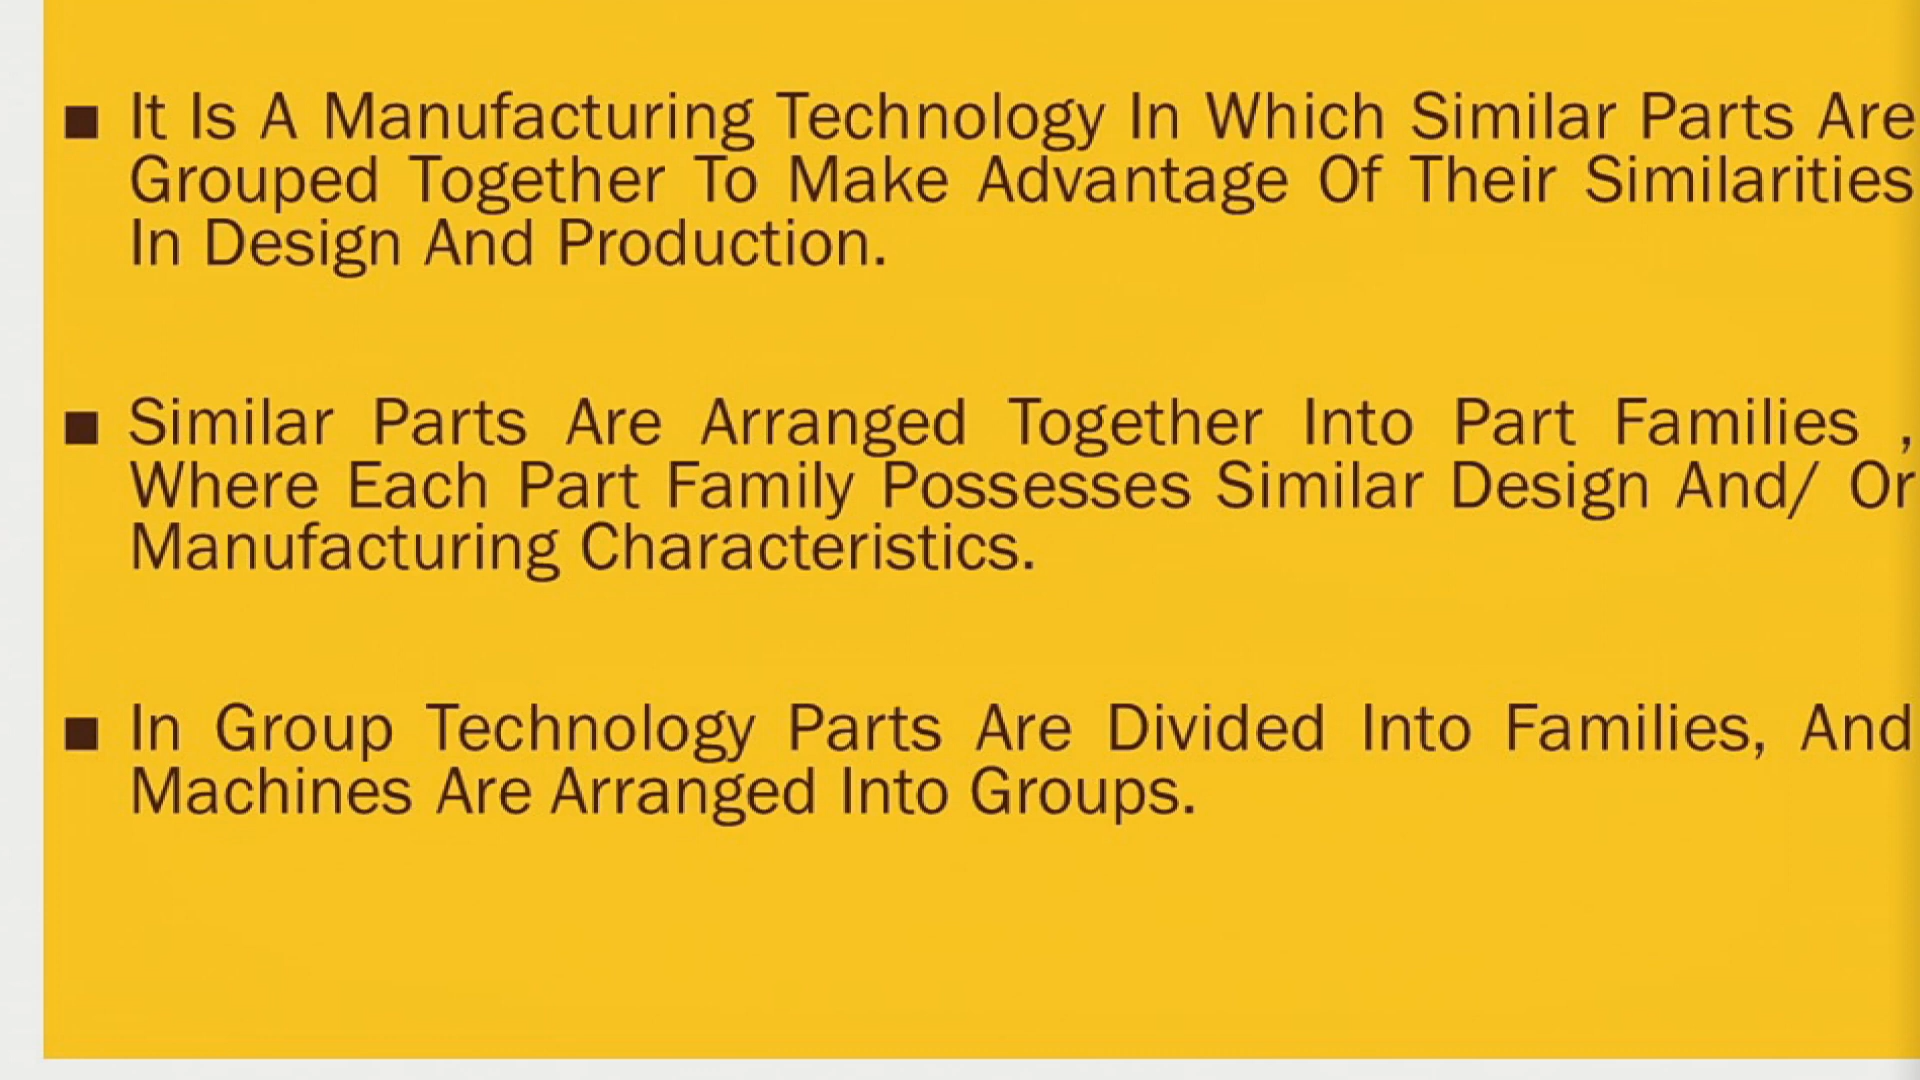 ■ It Is A Manufacturing Technology In Which Similar Parts Are
Grouped Together To Make Advantage Of Their Similarities
In Design And Production.
■ Similar Parts Are Arranged Together Into Part Families ,
Where Each Part Family Possesses Similar Design And/ Or
Manufacturing Characteristics.
■ In Group Technology Parts Are Divided Into Families, And
Machines Are Arranged Into Groups.